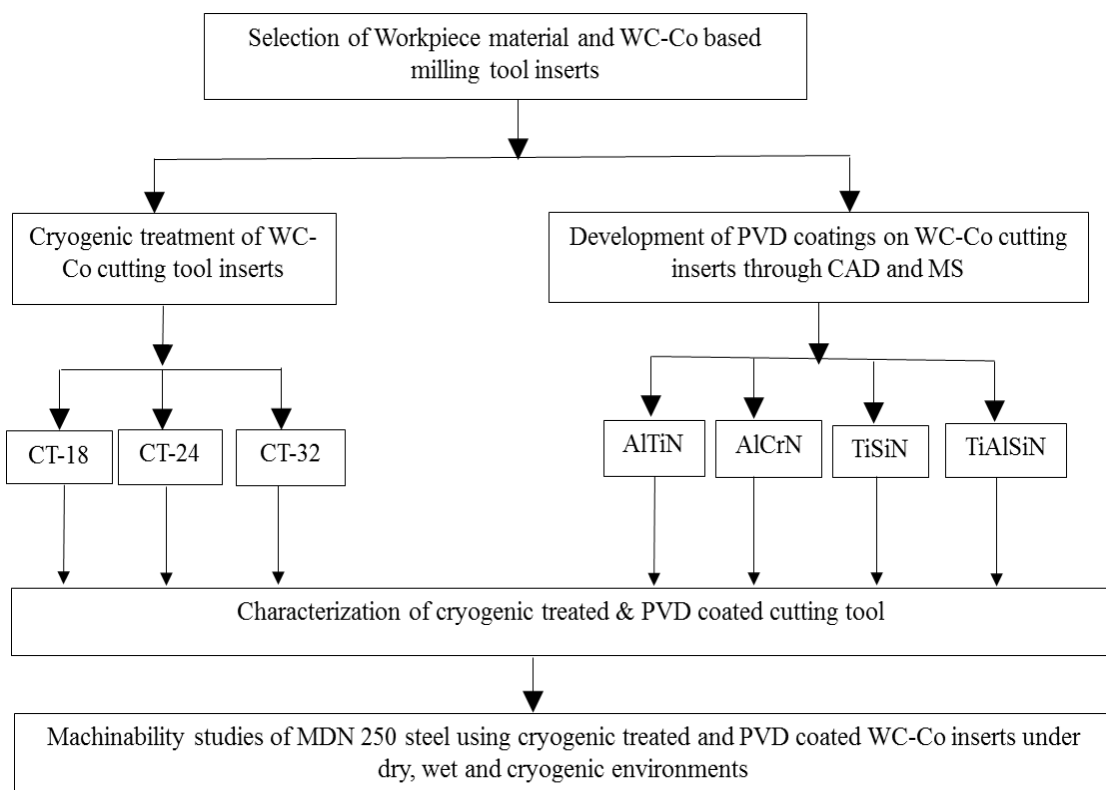 Selection of Workpiece material and WC-Co based
milling tool inserts
Cryogenic treatment of WC-
Co cutting tool inserts
Development of PVD coatings on WC-Co cutting
inserts through CAD and MS
CT-18
CT-24
CT-32
AlTiN
AlCrN
TiSiN
TiAlSiN
Characterization of cryogenic treated & PVD coated cutting tool
Machinability studies of MDN 250 steel using cryogenic treated and PVD coated WC-Co inserts under
dry, wet and cryogenic environments